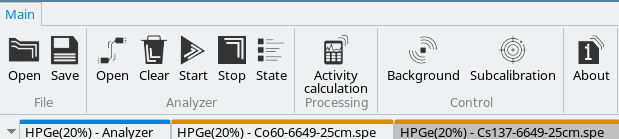 Main
Open Save Open Clear Start Stop State Activity calculation Background Subcalibration About
File Analyzer Processing Control
HPGe(20%) - Analyzer HPGe(20%) - Co60-6649-25cm.spe HPGe(20%) - Cs137-6649-25cm.spe